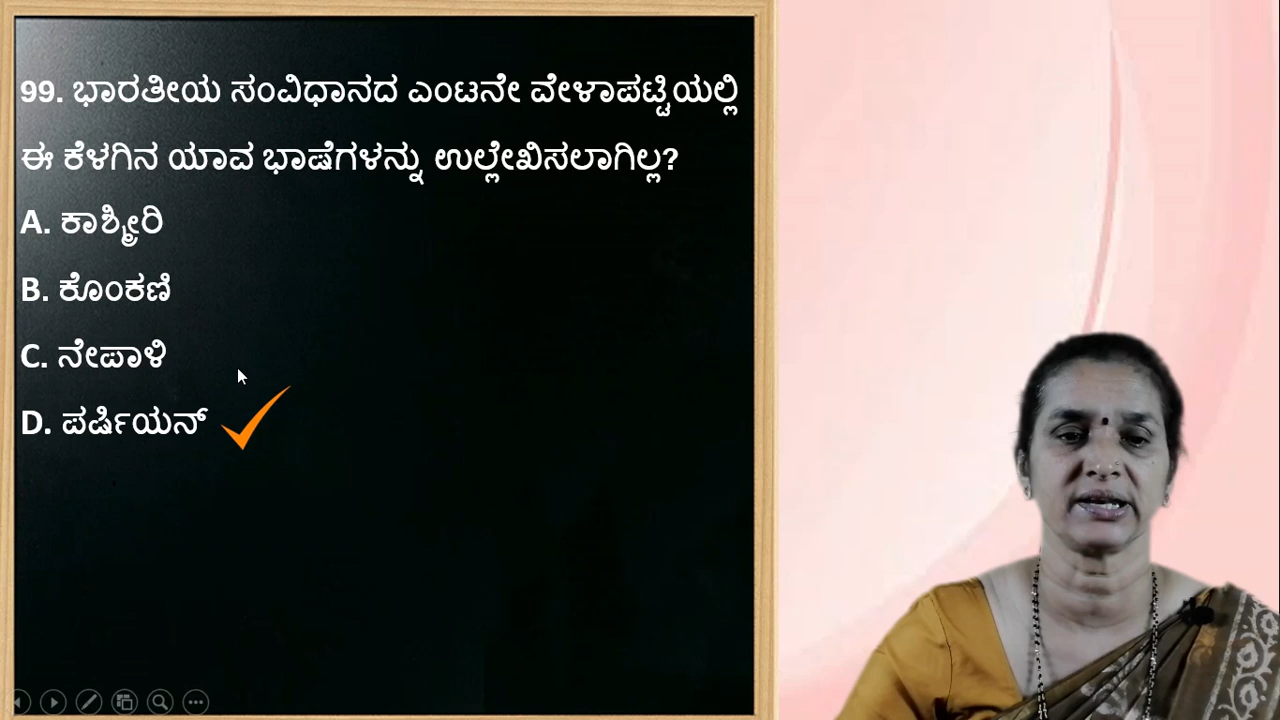 99. ಭಾರತೀಯ ಸಂವಿಧಾನದ ಎಂಟನೇ ವೇಳಾಪಟ್ಟಿಯಲ್ಲಿ
ಈ ಕೆಳಗಿನ ಯಾವ ಭಾಷೆಗಳನ್ನು ಉಲ್ಲೇಖಿಸಲಾಗಿಲ್ಲ?
A. ಕಾಶ್ಮೀರಿ
B. ಕೊಂಕಣಿ
C. ನೇಪಾಳಿ
D. ಪರ್ಷಿಯನ್